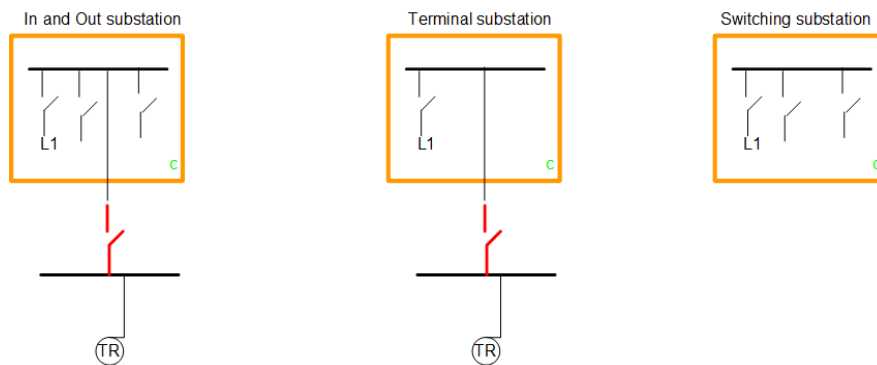 In and Out substation
Terminal substation
Switching substation
L1
L1
L1
c
c
c
TR
TR